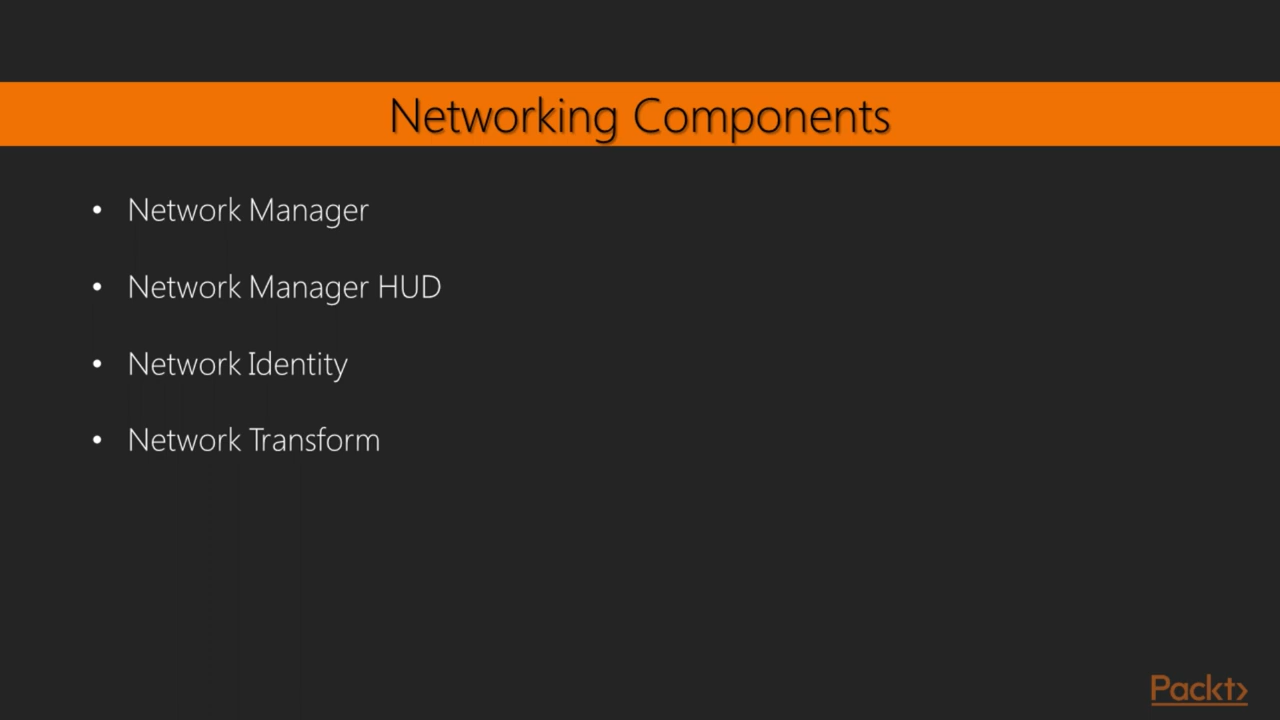 Networking Components
• Network Manager
• Network Manager HUD
• Network Identity
• Network Transform
Packt>